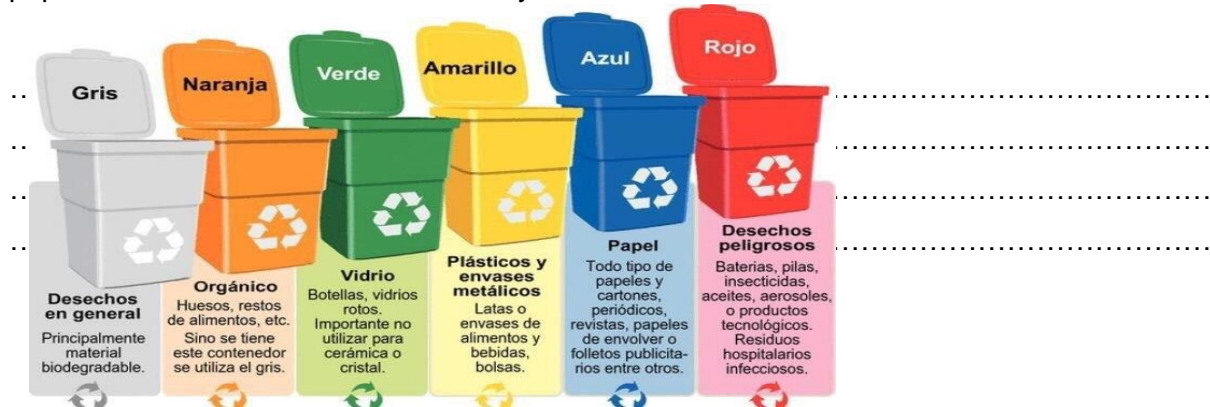 Gris
Naranja
Verde
Amarillo
Azul
Rojo
Desechos
en general
Principalmente
material
biodegradable.
Orgánico
Huesos, restos
de alimentos, etc.
Sino se tiene
este contenedor
se utiliza el gris.
Vidrio
Botellas, vidrios
rotos.
Importante no
utilizar para
cerámica o
cristal.
Plásticos y
envases
metálicos
Latas o
envases de
alimentos y
bebidas,
bolsas.
Papel
Todo tipo de
papeles y
cartones,
periódicos,
revistas, papeles
de envolver o
folletos publicita-
rios entre otros.
Desechos
peligrosos
Baterias, pilas,
insecticidas,
aceites, aerosoles,
o productos
tecnológicos.
Residuos
hospitalarios
infecciosos.